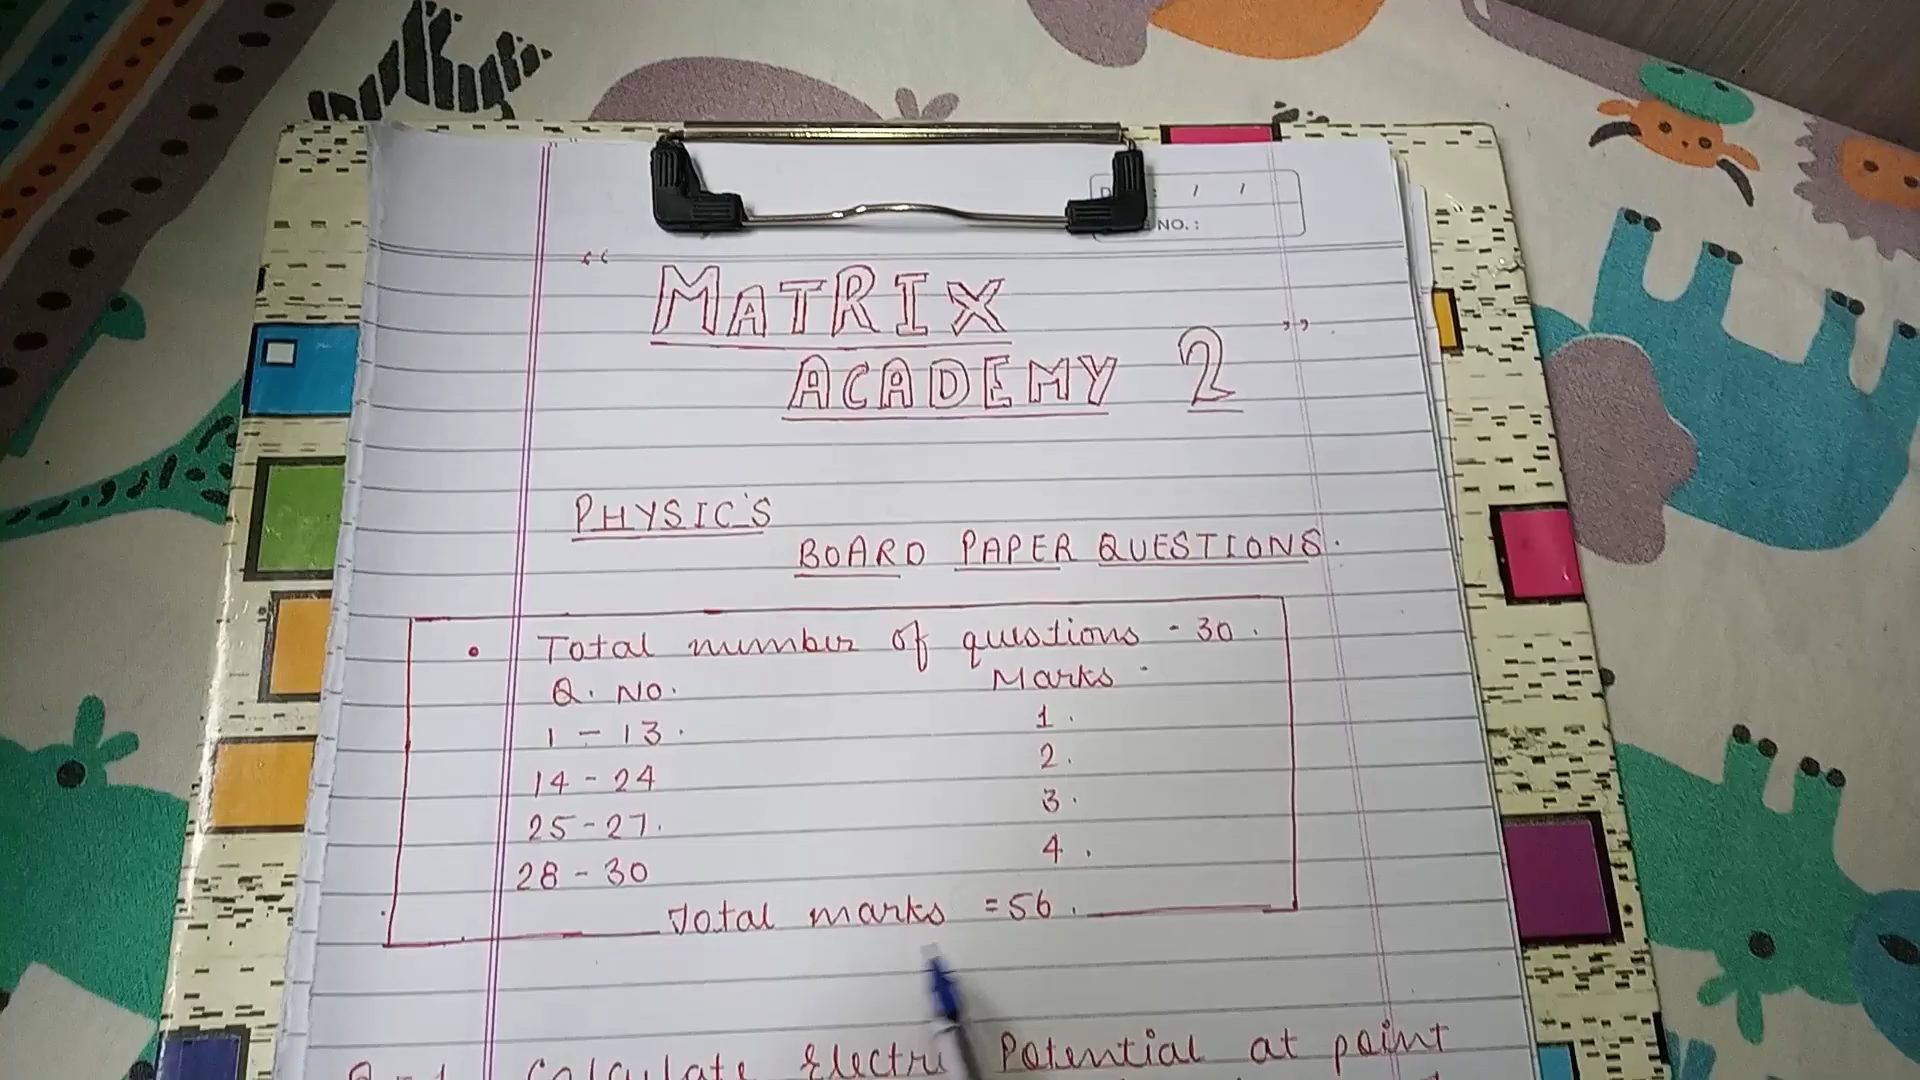 “
MATRIX
ACADEMY 2 ”
PHYSIC'S
BOARD PAPER QUESTIONS.
• Total number of questions - 30.
Q. No. Marks -
1 - 13. 1.
14 - 24 2.
25 - 27. 3.
28 - 30 4.
Total marks = 56.
Calculate Potential at point
/ /
NO. :